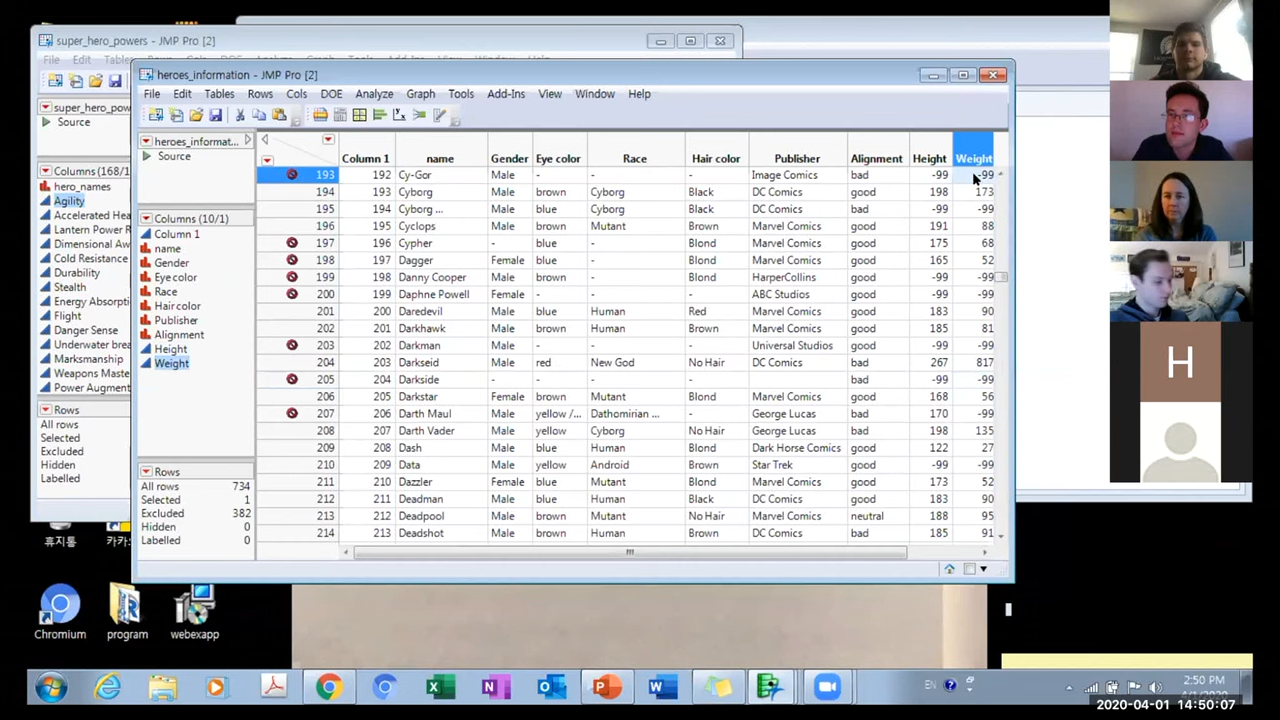 super_hero_powers - JMP Pro [2]
File Edit
heroes_information - JMP Pro [2]
File Edit Tables Rows Cols DOE Analyze Graph Tools Add-Ins View Window Help
super_hero_pow
Source
Columns (168/1
hero_names
Agility
Accelerated Hea
Lantern Power R
Dimensional Aw
Cold Resistance
Durability
Stealth
Energy Absorpti
Flight
Danger Sense
Underwater brea
Marksmanship
Weapons Maste
Power Augment
Rows
All rows
Selected
Excluded
Hidden
Labelled
heroes_informat...
Source
Columns (10/1)
Column 1
name
Gender
Eye color
Race
Hair color
Publisher
Alignment
Height
Weight
Rows
All rows 734
Selected 1
Excluded 382
Hidden 0
Labelled 0
Column 1 name Gender Eye color Race Hair color Publisher Alignment Height Weight
193 192 Cy-Gor Male - - - Image Comics bad -99 -99
194 193 Cyborg Male brown Cyborg Black DC Comics good 198 173
195 194 Cyborg ... Male blue Cyborg Black DC Comics bad -99 -99
196 195 Cyclops Male brown Mutant Brown Marvel Comics good 191 88
197 196 Cypher - blue - Blond Marvel Comics good 175 68
198 197 Dagger Female blue - Blond Marvel Comics good 165 52
199 198 Danny Cooper Male brown - Blond HarperCollins good -99 -99
200 199 Daphne Powell Female - - - ABC Studios good -99 -99
201 200 Daredevil Male blue Human Red Marvel Comics good 183 90
202 201 Darkhawk Male brown Human Brown Marvel Comics good 185 81
203 202 Darkman Male - - - Universal Studios good -99 -99
204 203 Darkseid Male red New God No Hair DC Comics bad 267 817
205 204 Darkside - - - - bad -99 -99
206 205 Darkstar Female brown Mutant Blond Marvel Comics good 168 56
207 206 Darth Maul Male yellow /... Dathomirian ... - George Lucas bad 170 -99
208 207 Darth Vader Male yellow Cyborg No Hair George Lucas bad 198 135
209 208 Dash Male blue Human Blond Dark Horse Comics good 122 27
210 209 Data Male yellow Android Brown Star Trek good -99 -99
211 210 Dazzler Female blue Mutant Blond Marvel Comics good 173 52
212 211 Deadman Male blue Human Black DC Comics good 183 90
213 212 Deadpool Male brown Mutant No Hair Marvel Comics neutral 188 95
214 213 Deadshot Male brown Human Brown DC Comics bad 185 91
H
휴지통
카카
Chromium
program
webexapp
EN
2:50 PM
2020-04-01 14:50:07